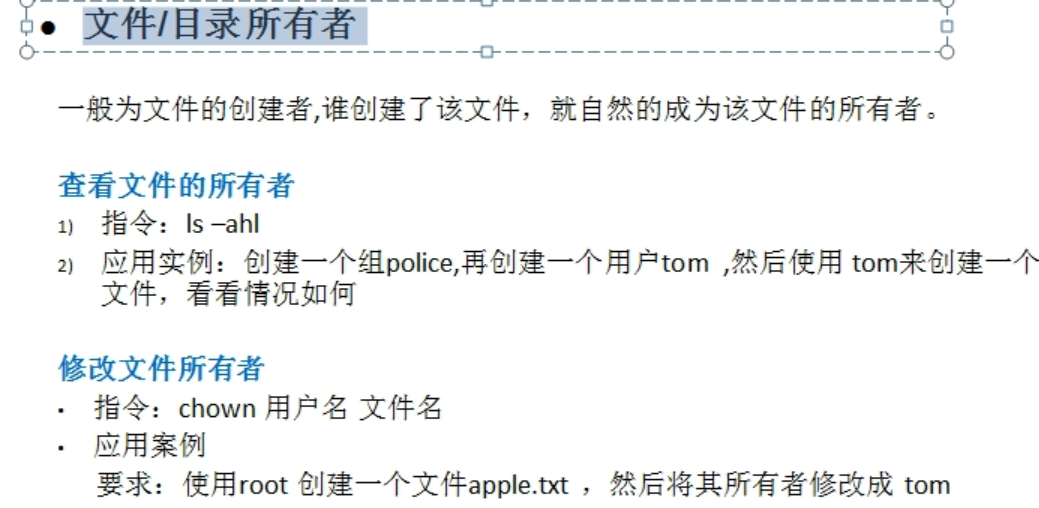 • 文件/目录所有者
一般为文件的创建者,谁创建了该文件，就自然的成为该文件的所有者。
查看文件的所有者
1) 指令：ls –ahl
2) 应用实例：创建一个组police,再创建一个用户tom ,然后使用 tom来创建一个
文件，看看情况如何
修改文件所有者
• 指令：chown 用户名 文件名
• 应用案例
要求：使用root 创建一个文件apple.txt ，然后将其所有者修改成 tom